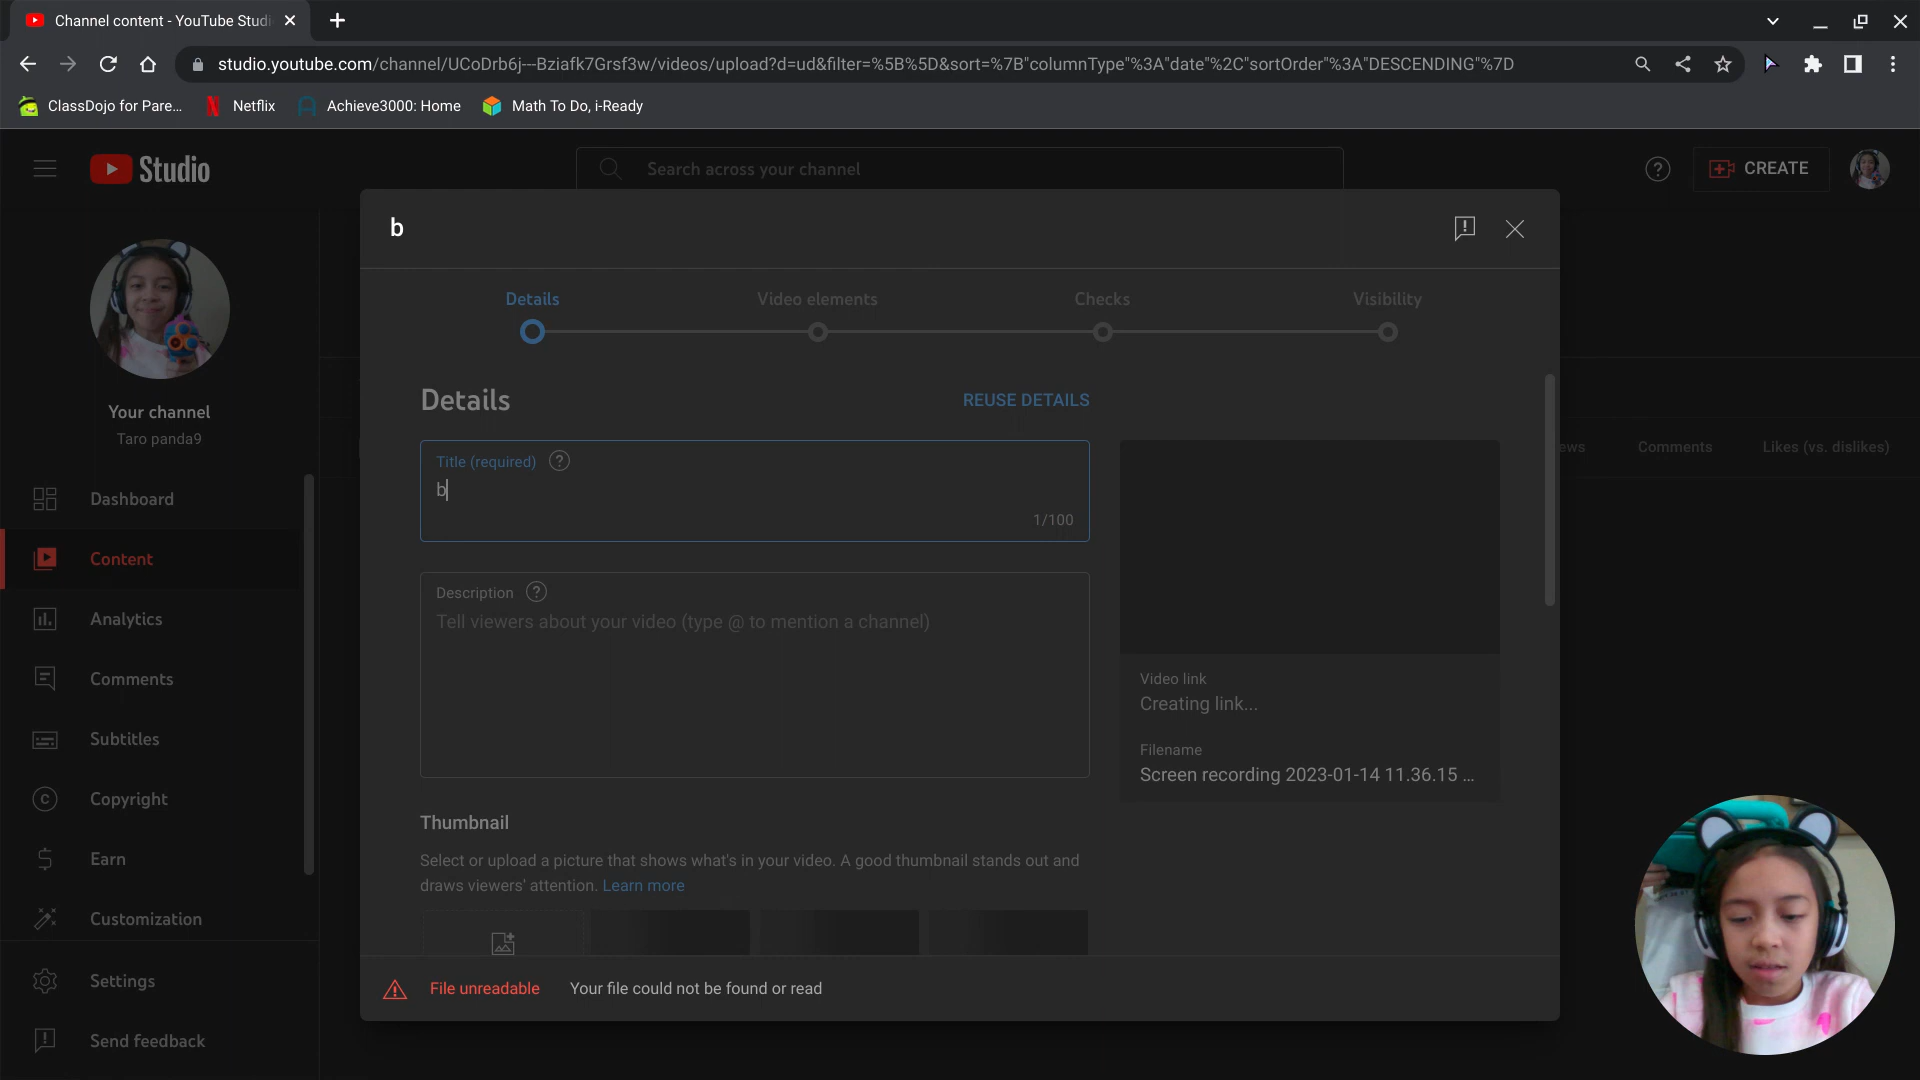 Channel content - YouTube Studi
studio.youtube.com/channel/UCoDrb6j---Bziafk7Grsf3w/videos/upload?d=ud&filter=%5B%5D&sort=%7B"columnType"%3A"date"%2C"sortOrder"%3A"DESCENDING"%7D
ClassDojo for Pare...
Netflix
Achieve3000: Home
Math To Do, i-Ready
Studio
Search across your channel
CREATE
b
Details
Video elements
Checks
Visibility
Your channel
Taro panda9
Dashboard
Content
Analytics
Comments
Subtitles
Copyright
Earn
Customization
Settings
Send feedback
Details
REUSE DETAILS
Title (required)
b
1/100
Description
Tell viewers about your video (type @ to mention a channel)
Thumbnail
Select or upload a picture that shows what's in your video. A good thumbnail stands out and
draws viewers' attention. Learn more
Video link
Creating link...
Filename
Screen recording 2023-01-14 11.36.15 ...
ews
Comments
Likes (vs. dislikes)
File unreadable
Your file could not be found or read